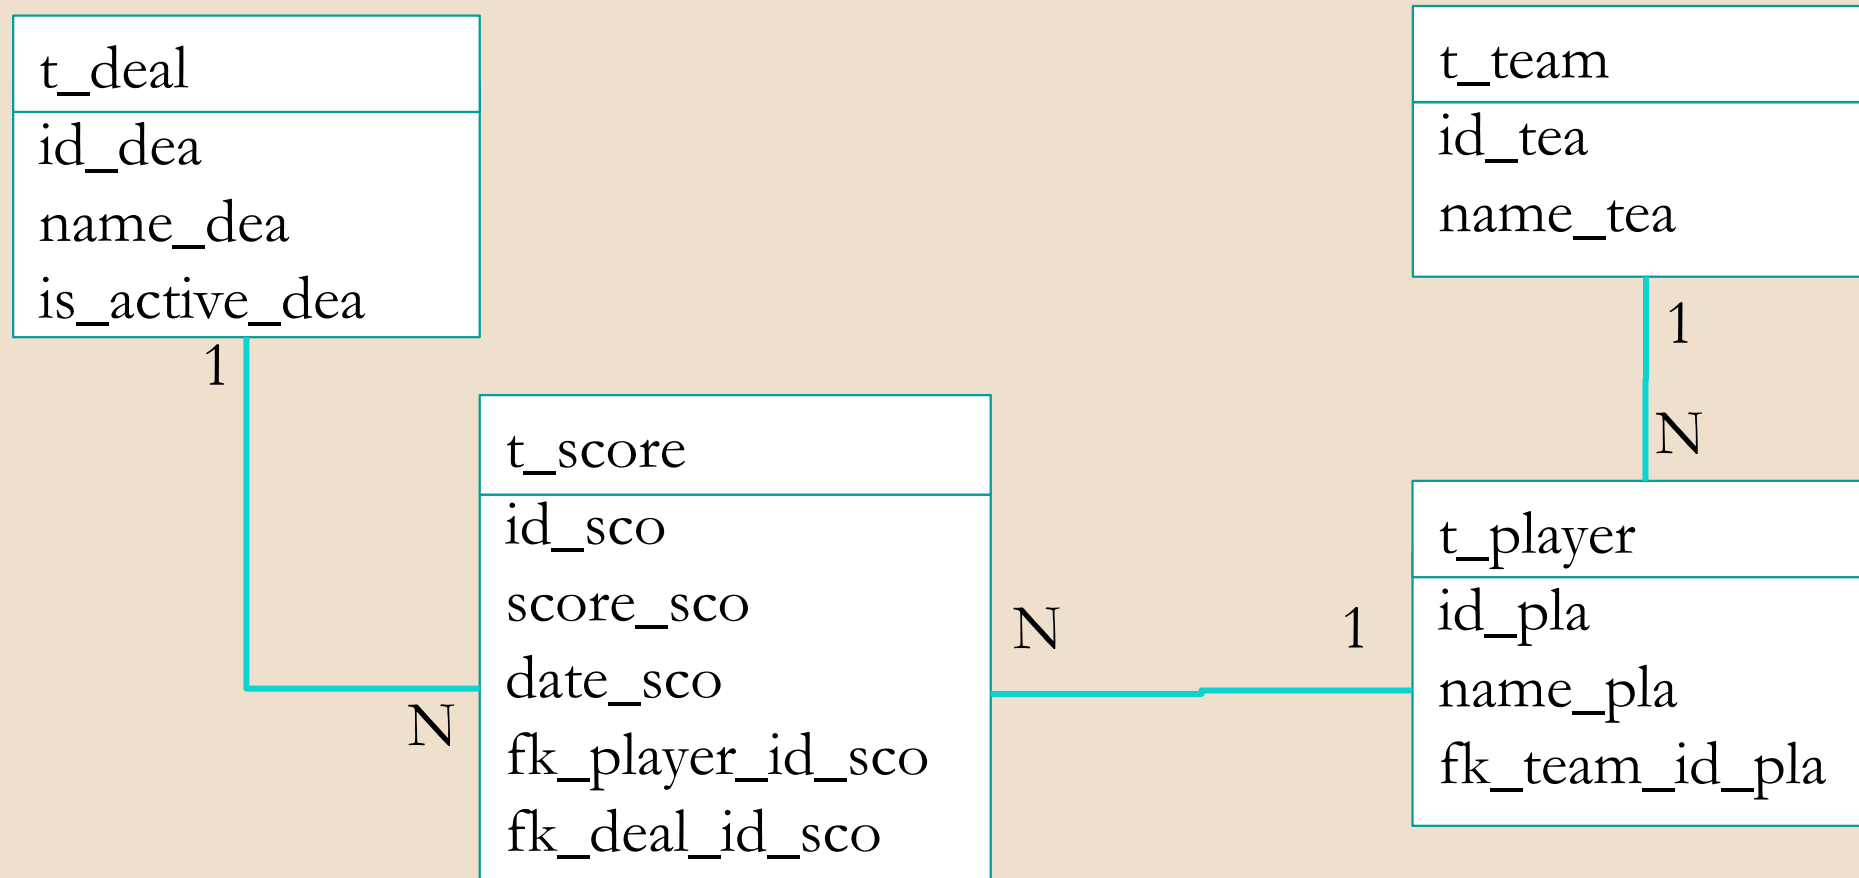 t_deal
id_dea
name_dea
is_active_dea
1
N
t_score
id_sco
score_sco
date_sco
fk_player_id_sco
fk_deal_id_sco
N
1
t_team
id_tea
name_tea
1
N
t_player
id_pla
name_pla
fk_team_id_pla